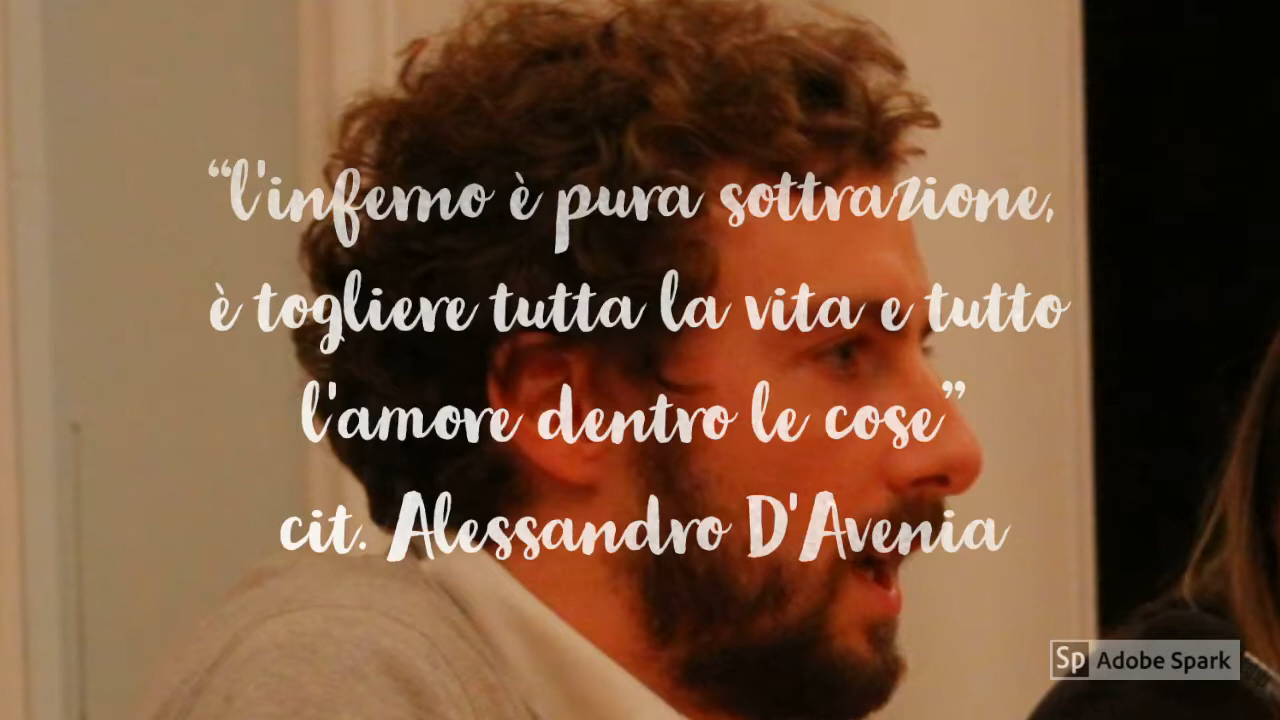 “l'inferno è pura sottrazione,
è togliere tutta la vita e tutto
l'amore dentro le cose”
cit. Alessandro D'Avenia
Sp Adobe Spark